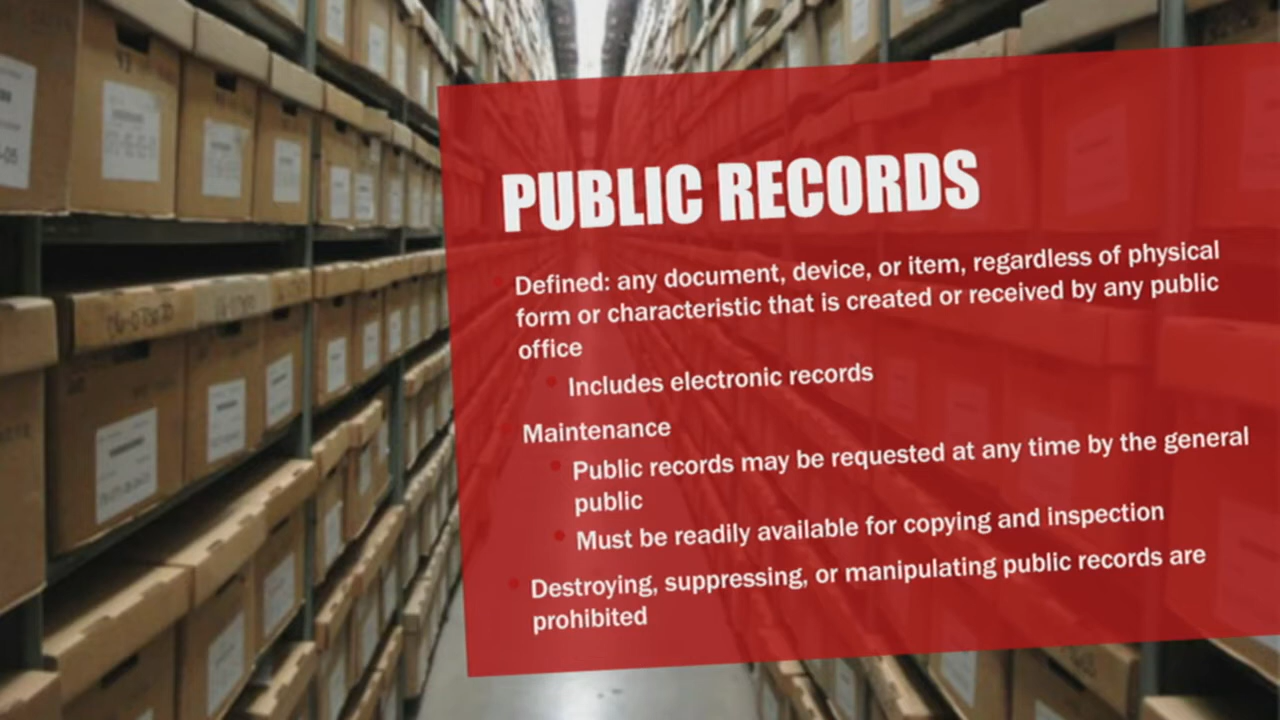 PUBLIC RECORDS
Defined: any document, device, or item, regardless of physical
form or characteristic that is created or received by any public
office
Includes electronic records
Maintenance
Public records may be requested at any time by the general
public
Must be readily available for copying and inspection
Destroying, suppressing, or manipulating public records are
prohibited